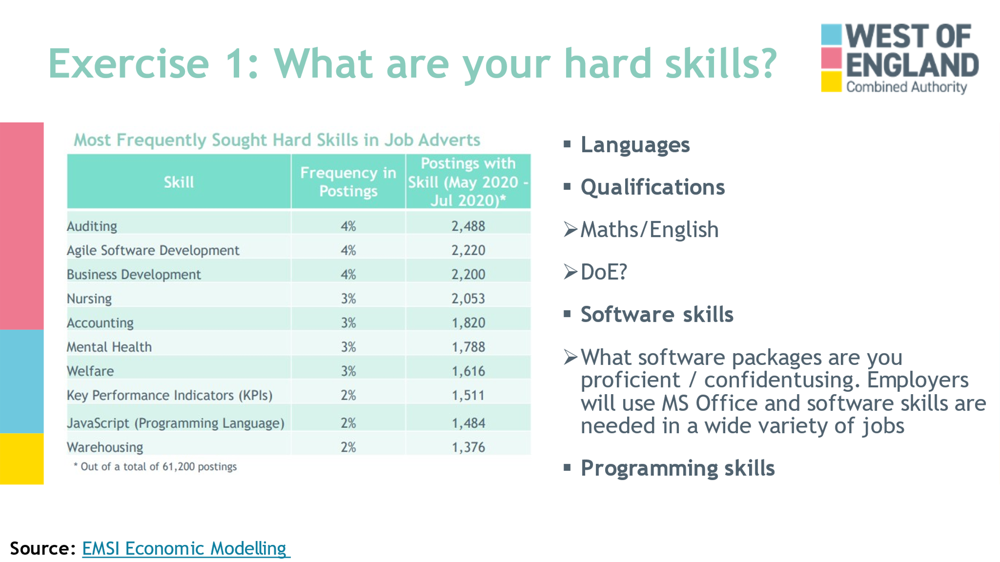 Exercise 1: What are your hard skills?
WEST OF
ENGLAND
Combined Authority
Most Frequently Sought Hard Skills in Job Adverts
Skill
Frequency in
Postings
Postings with
Skill (May 2020 -
Jul 2020)*
Auditing 4% 2,488
Agile Software Development 4% 2,220
Business Development 4% 2,200
Nursing 3% 2,053
Accounting 3% 1,820
Mental Health 3% 1,788
Welfare 3% 1,616
Key Performance Indicators (KPIs) 2% 1,511
JavaScript (Programming Language) 2% 1,484
Warehousing 2% 1,376
* Out of a total of 61,200 postings
▪ Languages
▪ Qualifications
➢Maths/English
➢DoE?
▪ Software skills
➢What software packages are you
proficient / confidentusing. Employers
will use MS Office and software skills are
needed in a wide variety of jobs
▪ Programming skills
Source: EMSI Economic Modelling